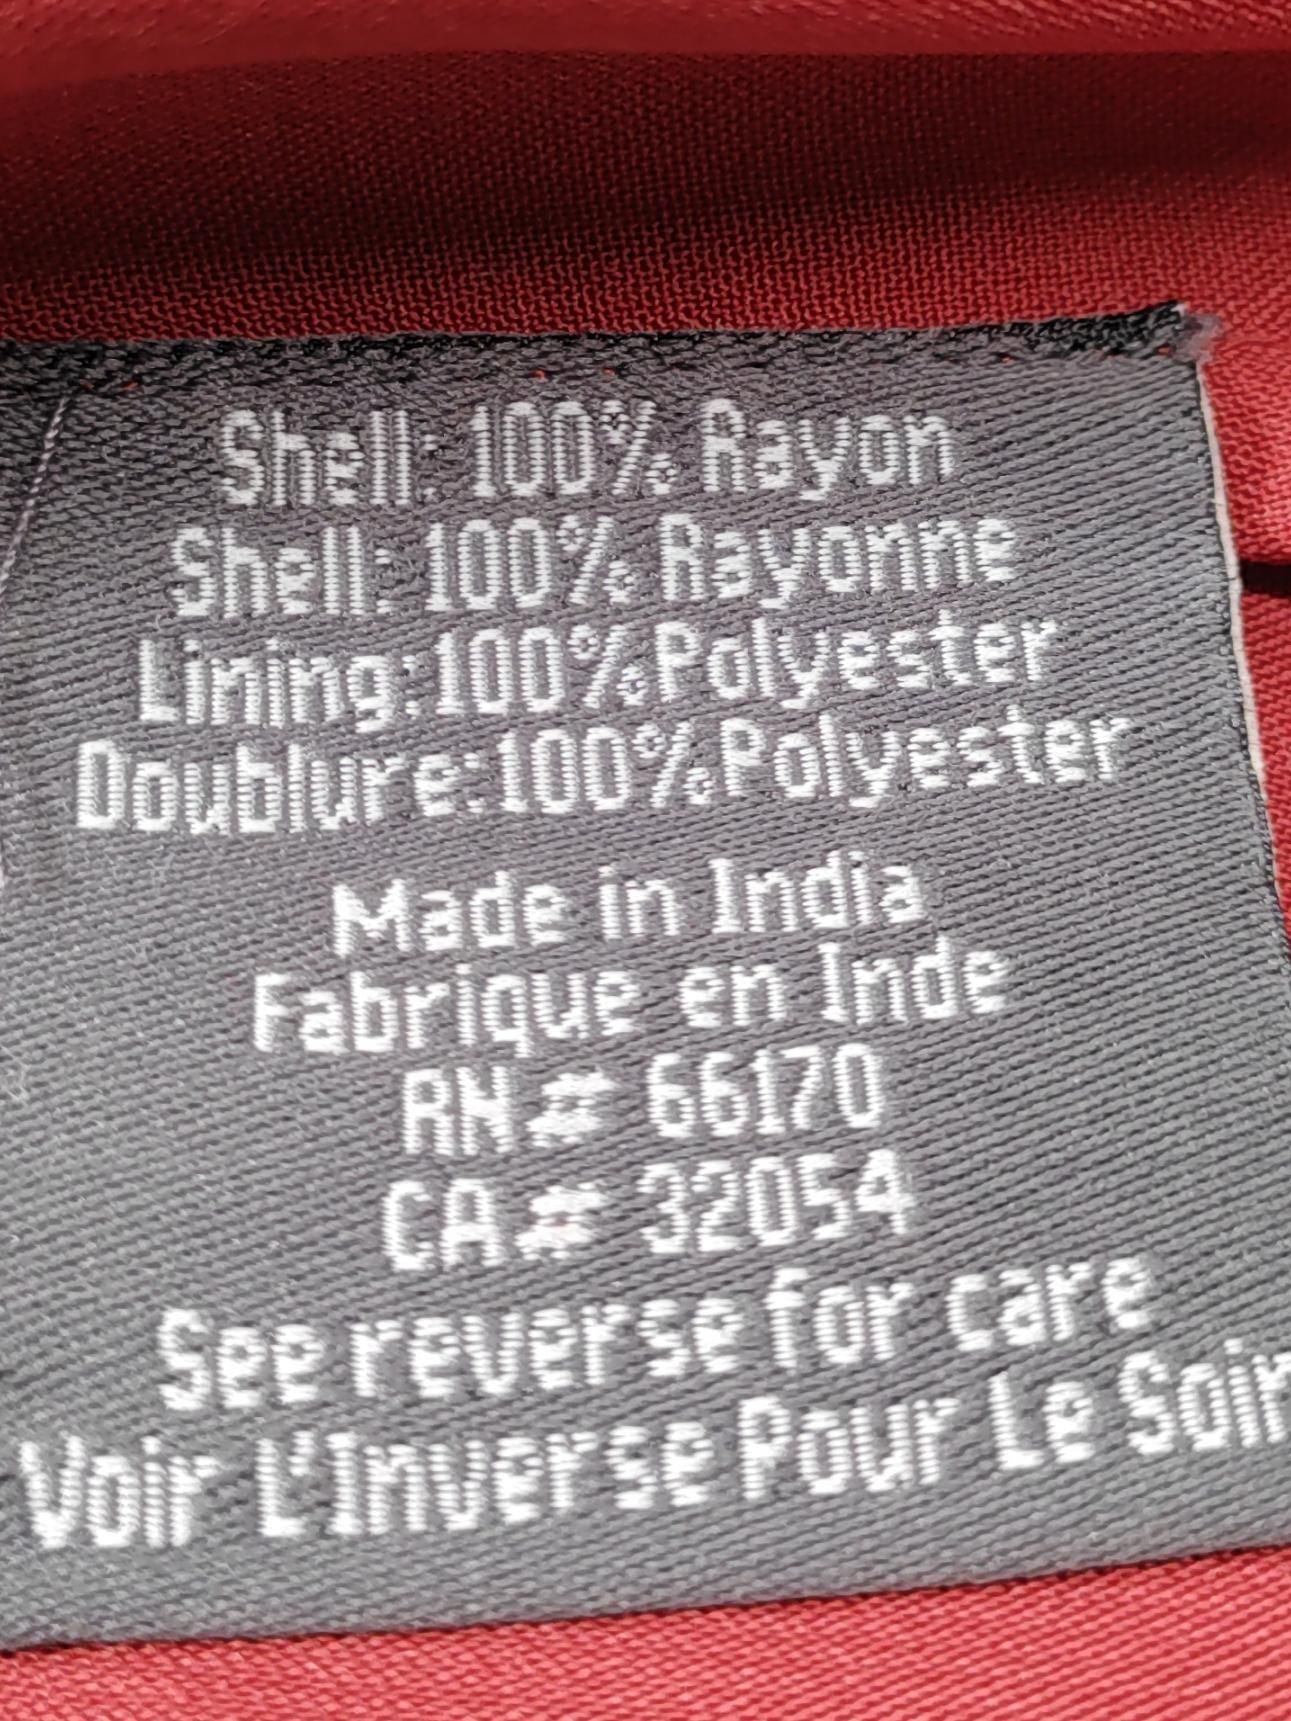 Shell: 100% Rayon
Shell: 100% Rayonne
Lining:100%Polyester
Doublure:100%Polyester
Made in India
Fabrique en Inde
RN# 66170
CA# 32054
See reverse for care
Voir L'Inverse Pour Le Soin